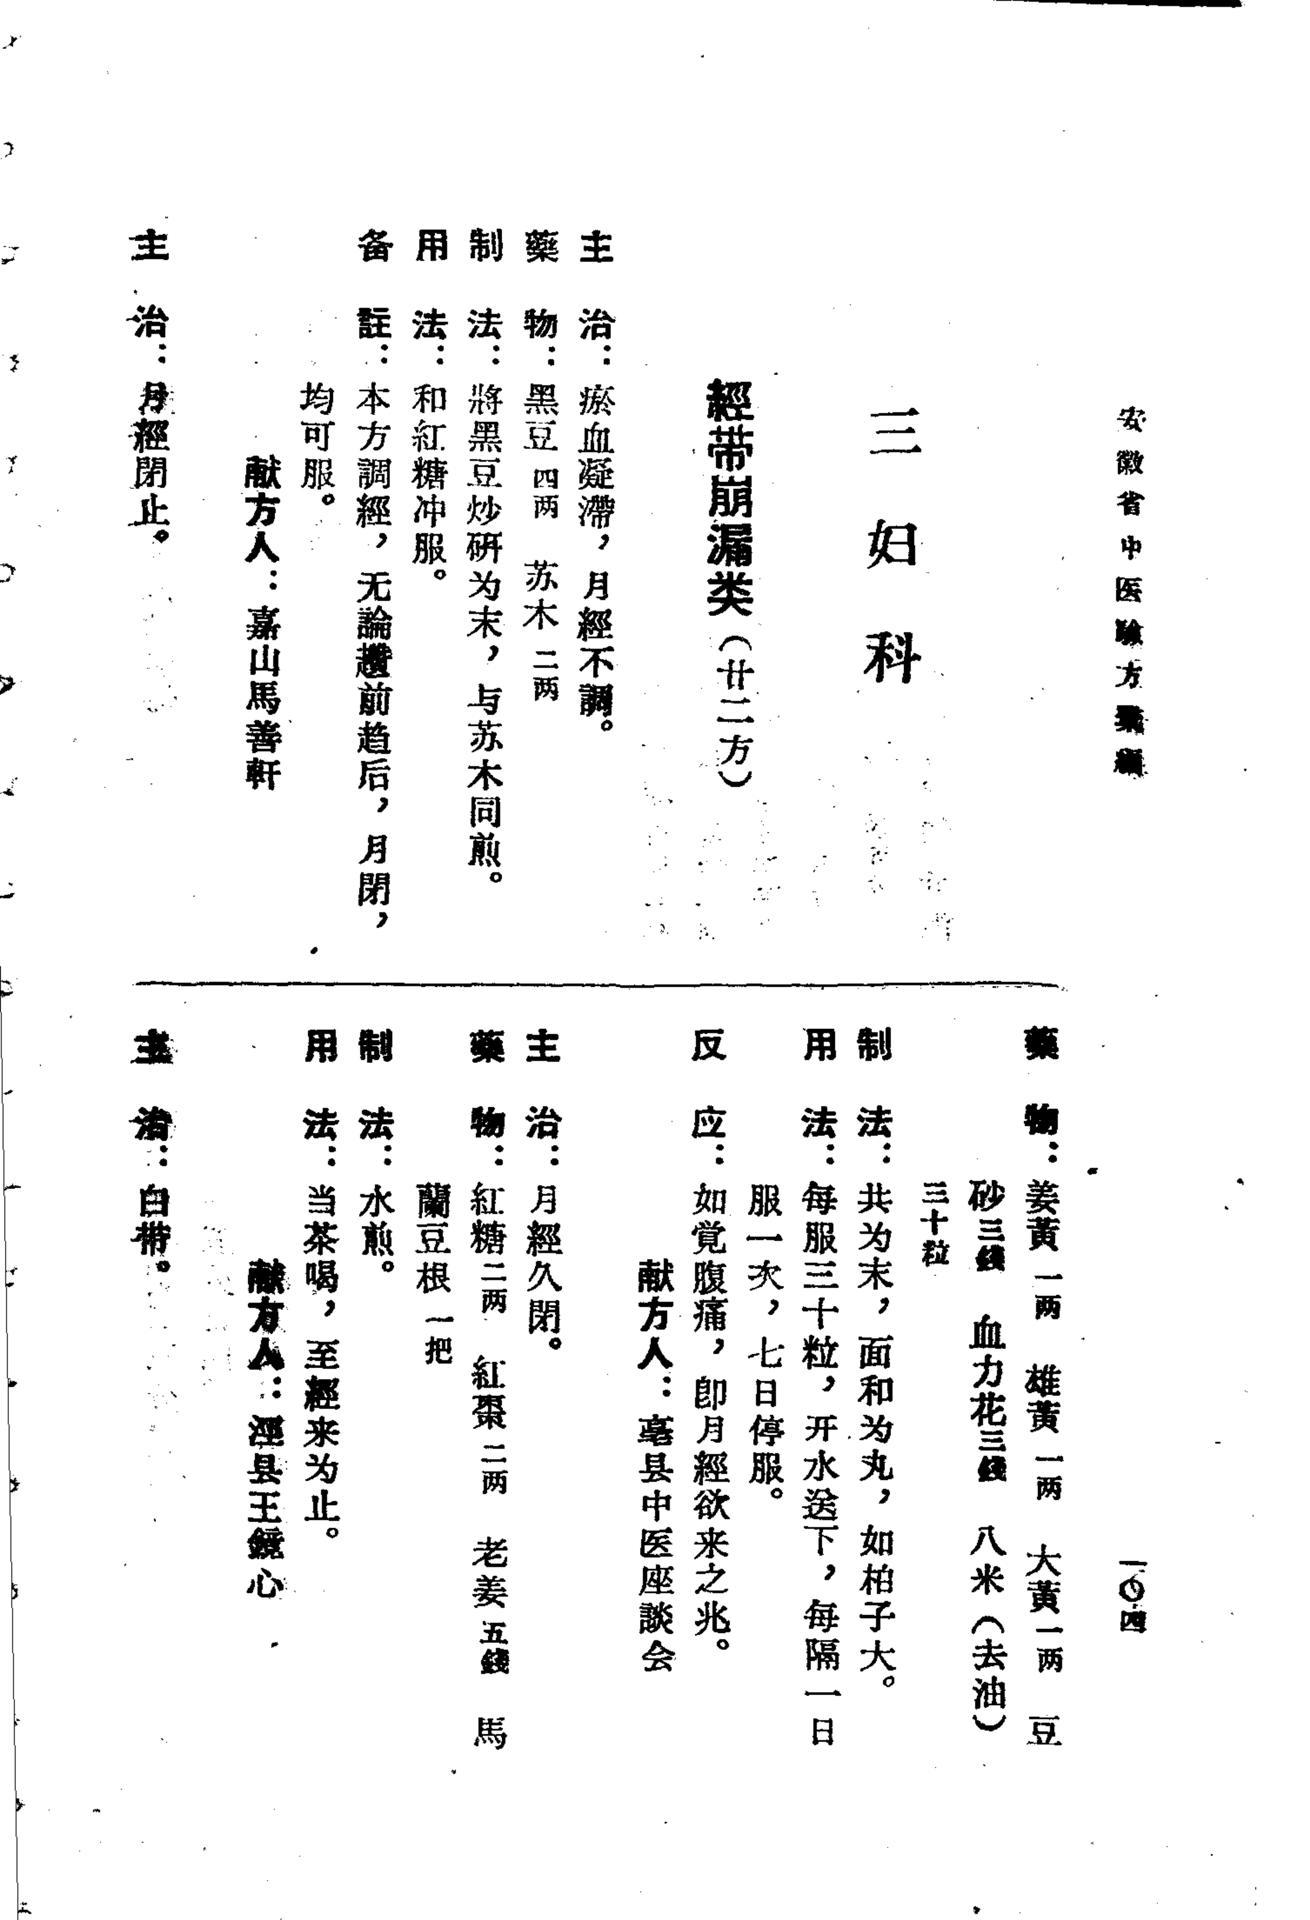 安徽省中医驗方彙編
三 妇 科
經带崩漏类（廿二方）
主 治：瘀血凝滯，月經不調。
藥 物：黑豆四两 苏木二两
制 法：將黑豆炒研为末，与苏木同煎。
用 法：和紅糖冲服。
备 註：本方調經，无論趲前趋后，月閉，
均可服。
献方人：嘉山馬善軒
主 治：月經閉止。
一〇四
藥 物：姜黃一两 雄黃一两 大黃一两 豆
砂三錢 血力花三錢 八米（去油）
三十粒
制 法：共为末，面和为丸，如柏子大。
用 法：每服三十粒，开水送下，每隔一日
服一次，七日停服。
反 应：如覚腹痛，卽月經欲来之兆。
献方人：亳县中医座談会
主 治：月經久閉。
藥 物：紅糖二两 紅棗二两 老姜五錢 馬
蘭豆根一把
制 法：水煎。
用 法：当茶喝，至經来为止。
献方人：涇县王鏡心
主 治：白带。